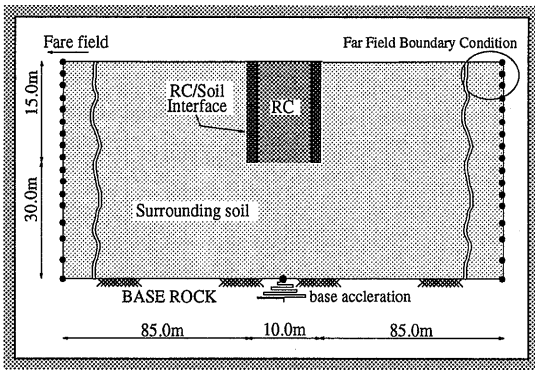 Fare field
Far Field Boundary Condition
15.0m
RC/Soil
Interface
RC
30.0m
Surrounding soil
BASE ROCK
base accleration
85.0m
10.0m
85.0m